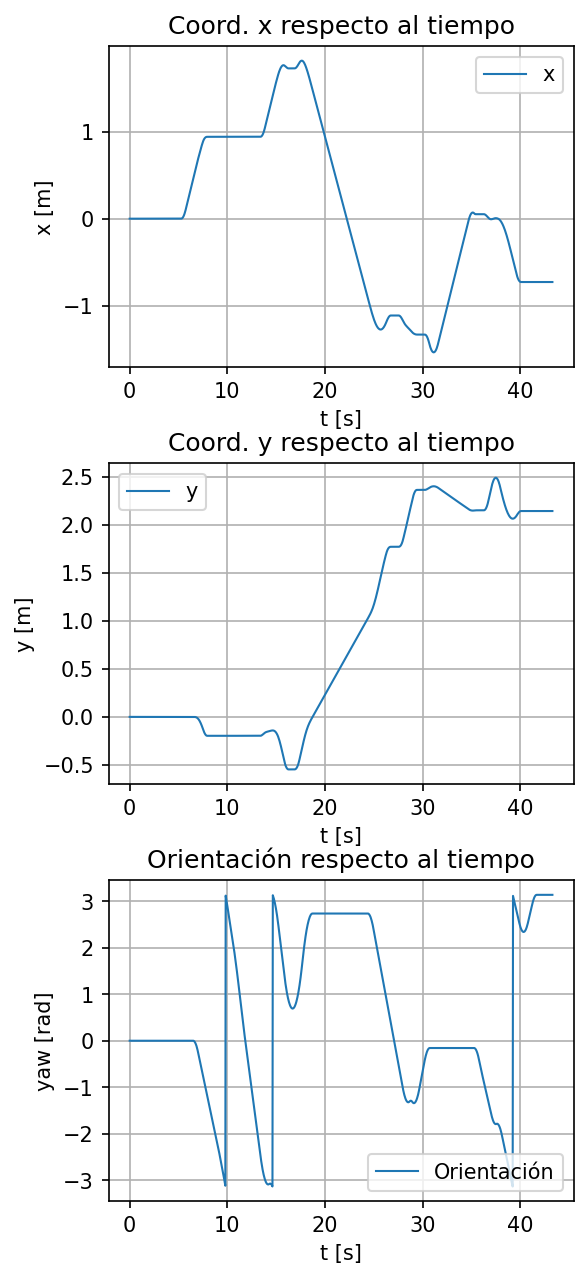 Coord. x respecto al tiempo
x
1
0
−1
x [m]
0 10 20 30 40
t [s]
Coord. y respecto al tiempo
y
2.5
2.0
1.5
1.0
0.5
0.0
−0.5
y [m]
0 10 20 30 40
t [s]
Orientación respecto al tiempo
3
2
1
0
−1
−2
−3
yaw [rad]
Orientación
0 10 20 30 40
t [s]